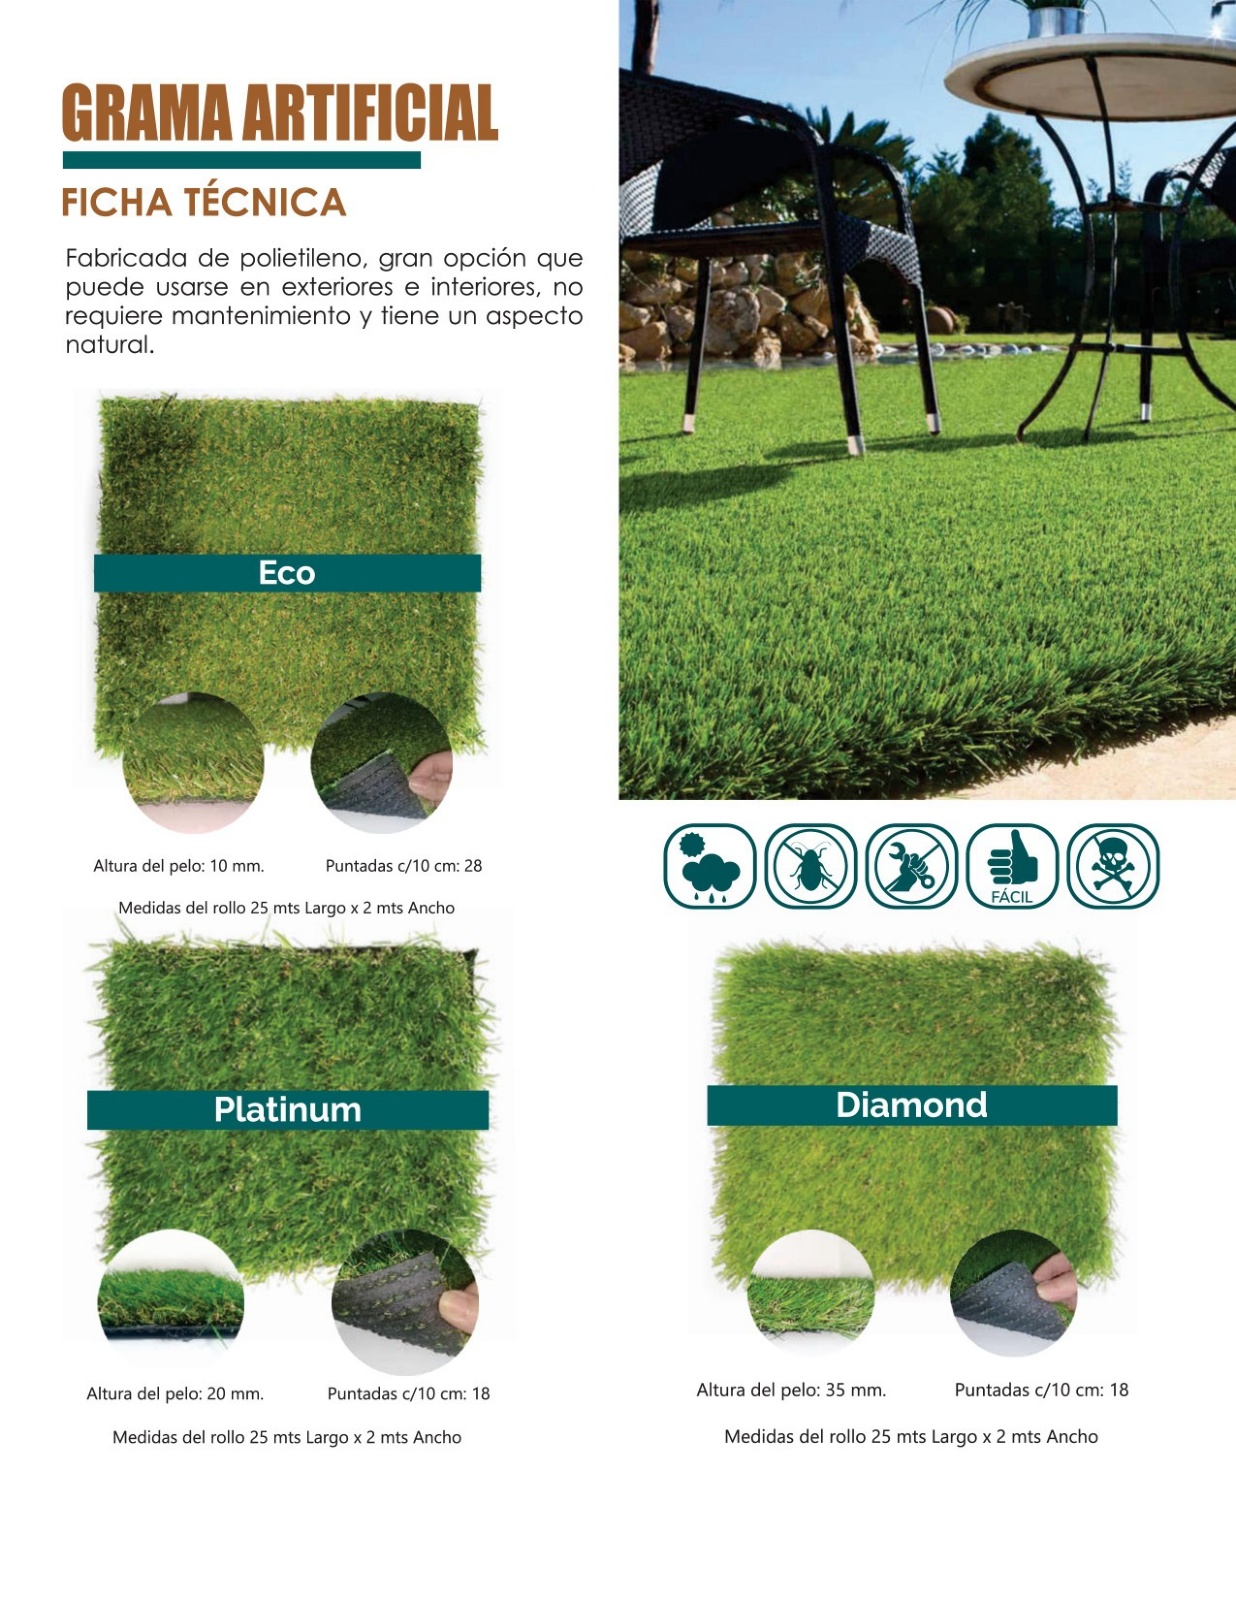 GRAMA ARTIFICIAL
FICHA TÉCNICA
Fabricada de polietileno, gran opción que
puede usarse en exteriores e interiores, no
requiere mantenimiento y tiene un aspecto
natural.
Eco
Altura del pelo: 10 mm.
Puntadas c/10 cm: 28
Medidas del rollo 25 mts Largo x 2 mts Ancho
FÁCIL
Platinum
Altura del pelo: 20 mm.
Puntadas c/10 cm: 18
Medidas del rollo 25 mts Largo x 2 mts Ancho
Diamond
Altura del pelo: 35 mm.
Puntadas c/10 cm: 18
Medidas del rollo 25 mts Largo x 2 mts Ancho